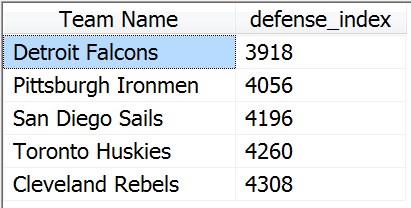 Team Name defense_index
Detroit Falcons 3918
Pittsburgh Ironmen 4056
San Diego Sails 4196
Toronto Huskies 4260
Cleveland Rebels 4308